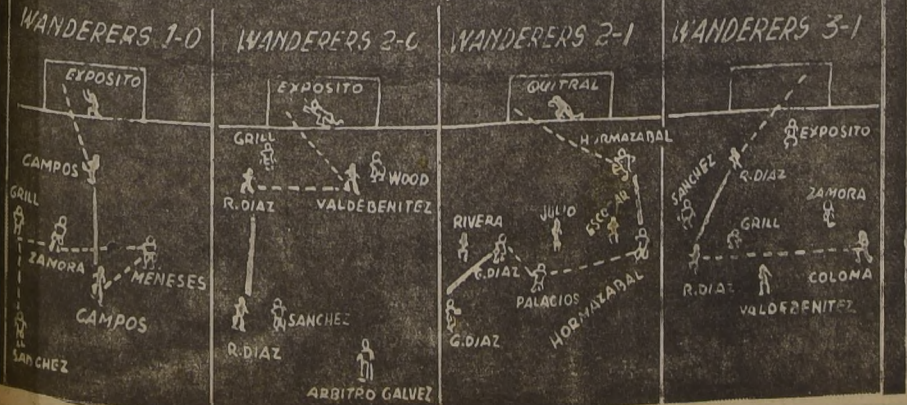 WANDERERS 1-0
EXPOSITO
CAMPOS
GRILL
ZAMORA
MENESES
CAMPOS
SANCHEZ
WANDERERS 2-0
EXPOSITO
GRILL
WOOD
R.DIAZ
VALDEBENITEZ
SANCHEZ
R.DIAZ
ARBITRO GALVEZ
WANDERERS 2-1
QUITRAL
HORMAZABAL
ESCOBAR
JULIO
RIVERA
G.DIAZ
PALACIOS
HORMAZABAL
G.DIAZ
WANDERERS 3-1
EXPOSITO
SANCHEZ
R.DIAZ
ZAMORA
GRILL
R.DIAZ
COLOMA
VALDEBENITEZ